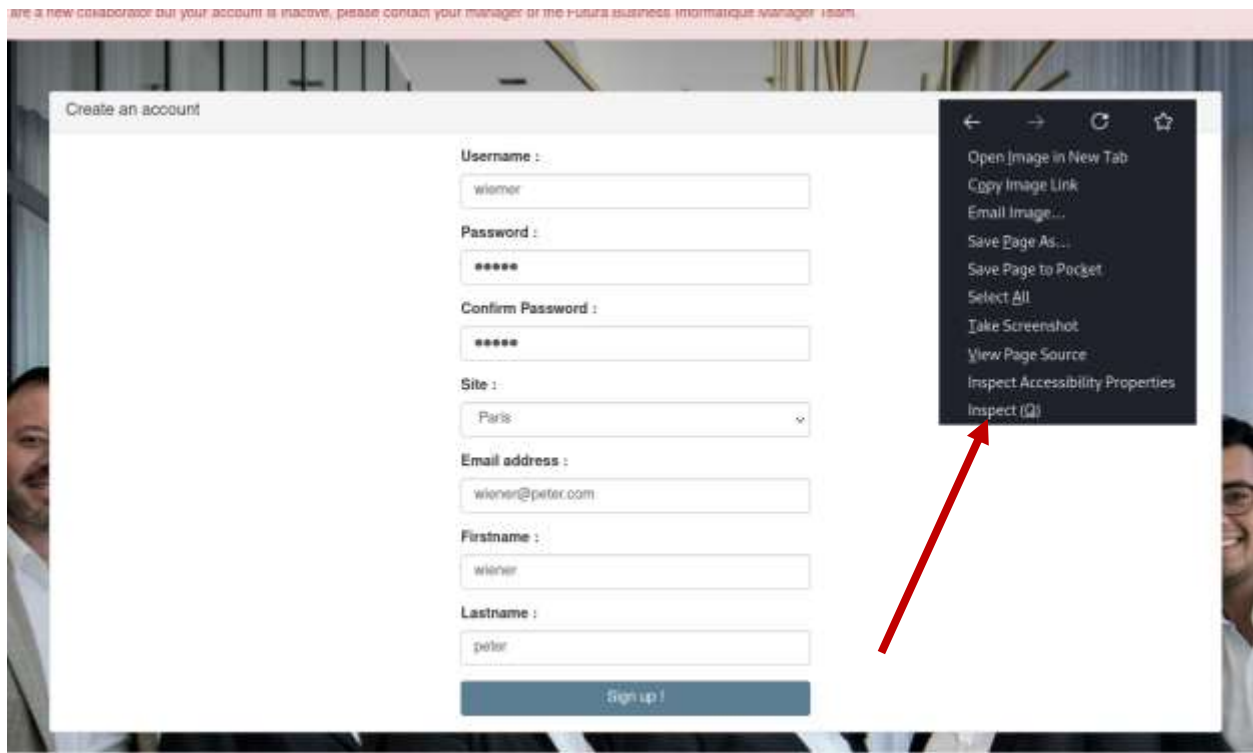 are a new collaborator but your account is inactive, please contact your manager or the Futura Business Informatique Manager Team.
Create an account
Username :
wiener
Password :
●●●●●
Confirm Password :
●●●●●
Site :
Paris
Email address :
wiener@peter.com
Firstname :
wiener
Lastname :
peter
Sign up !
Open Image in New Tab
Copy Image Link
Email Image...
Save Page As...
Save Page to Pocket
Select All
Take Screenshot
View Page Source
Inspect Accessibility Properties
Inspect (Q)